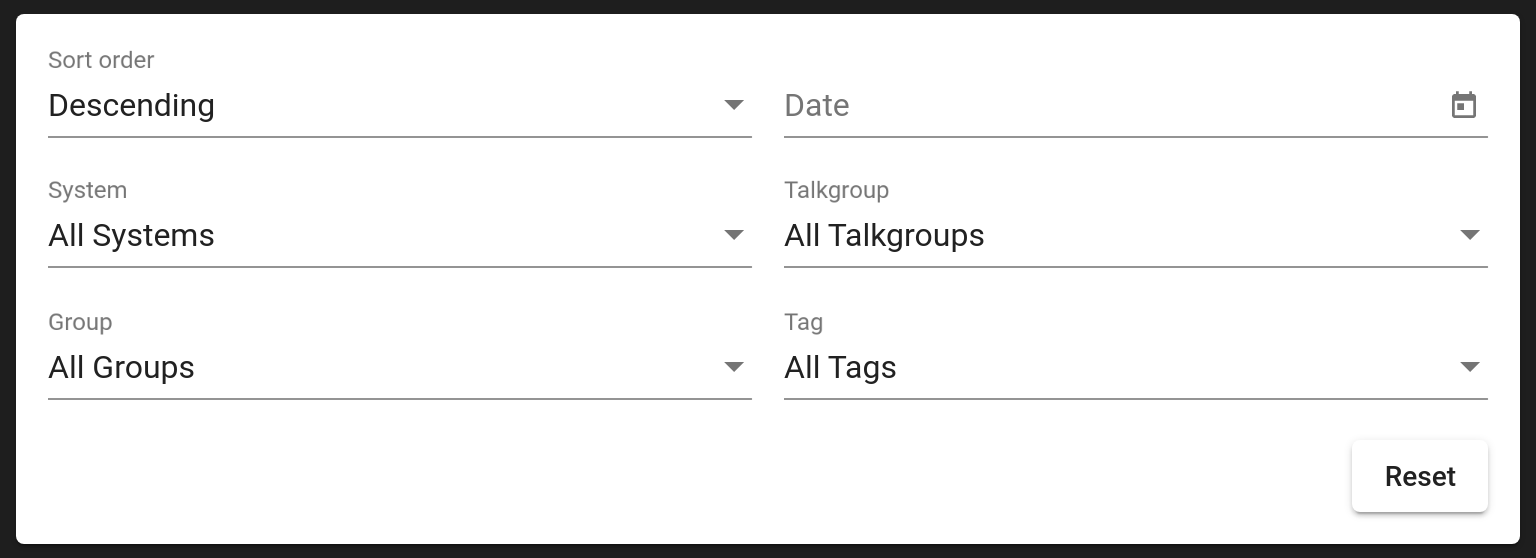 Sort order
Descending
Date
System
All Systems
Talkgroup
All Talkgroups
Group
All Groups
Tag
All Tags
Reset